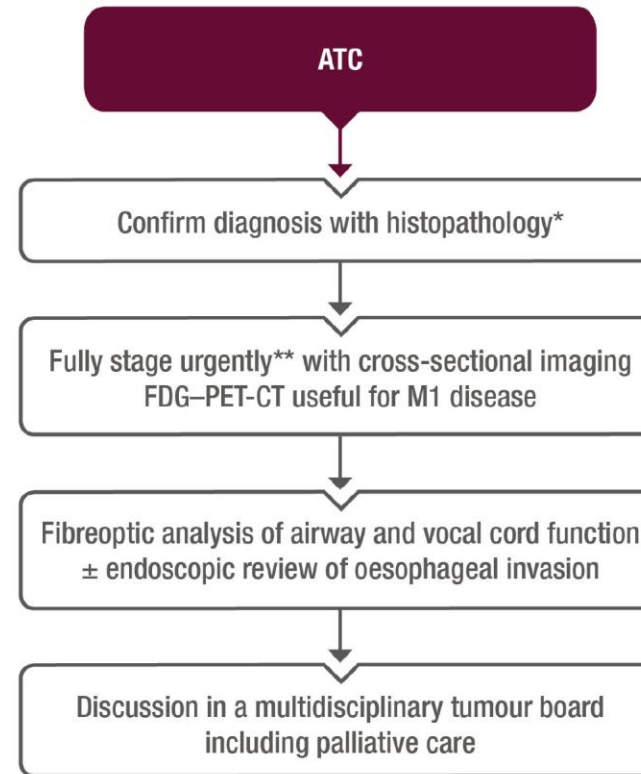 ATC
Confirm diagnosis with histopathology*
Fully stage urgently** with cross-sectional imaging
FDG–PET-CT useful for M1 disease
Fibreoptic analysis of airway and vocal cord function
± endoscopic review of oesophageal invasion
Discussion in a multidisciplinary tumour board
including palliative care